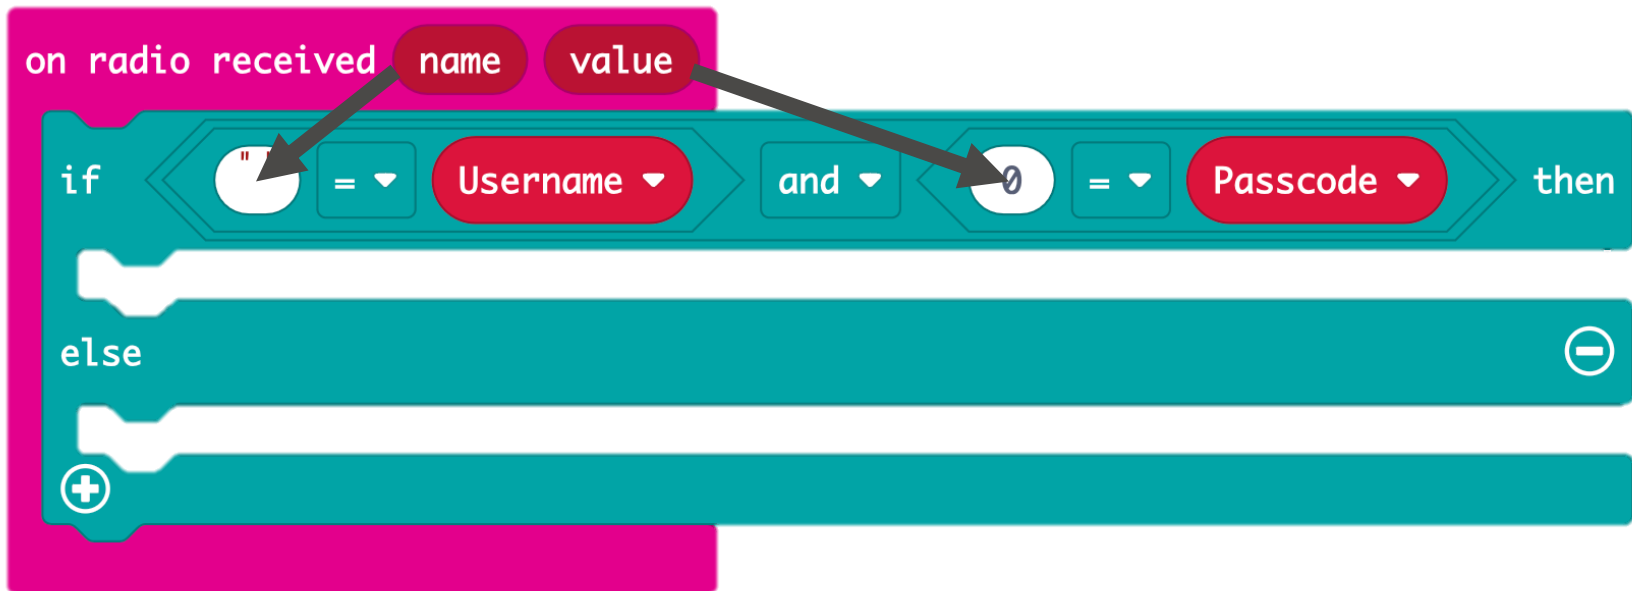 on radio received name value
if " = Username and 0 = Passcode then
else